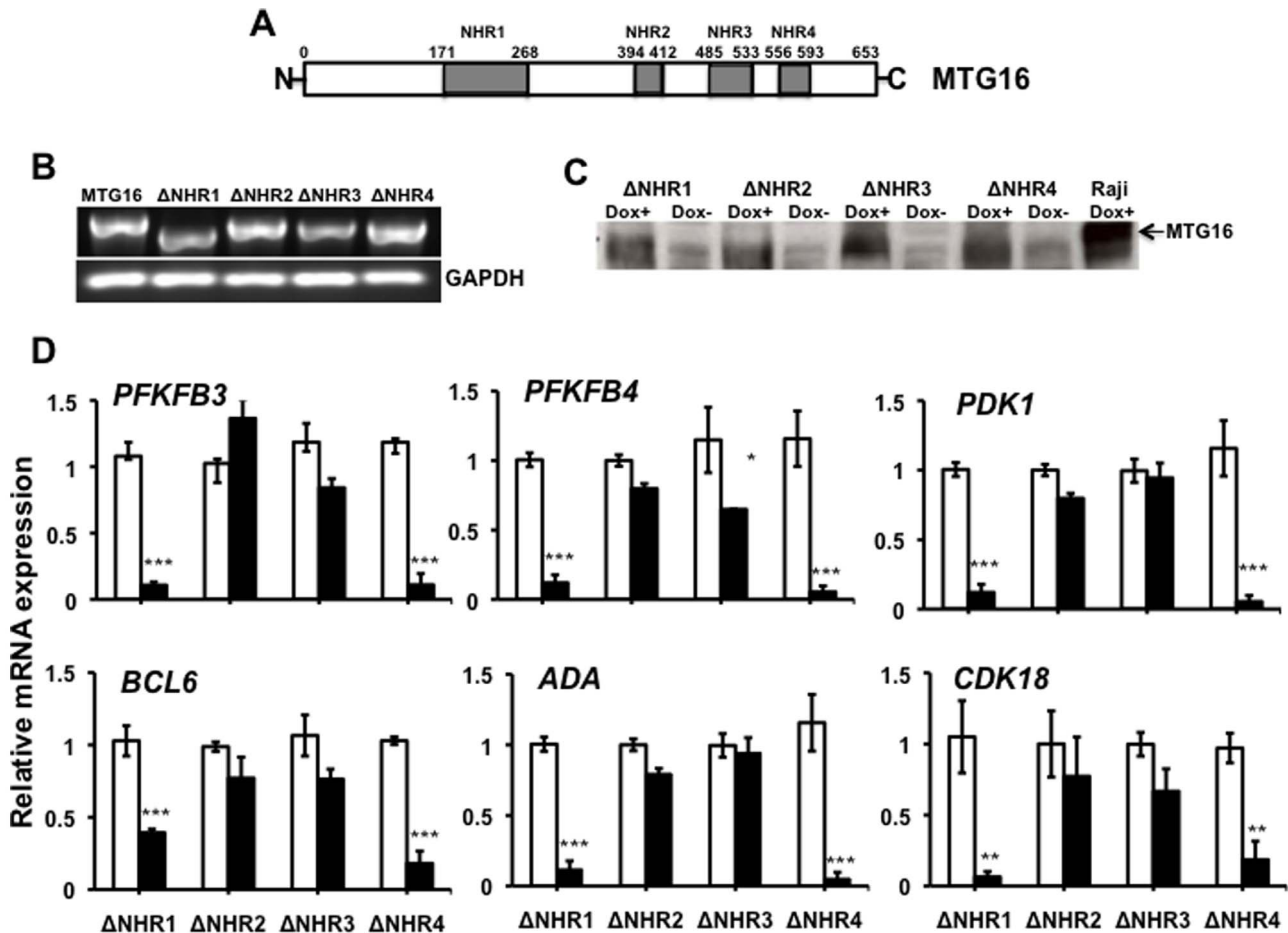 A
NHR1 NHR2 NHR3 NHR4
0 171 268 394 412 485 533 556 593 653
N C MTG16
B
MTG16 ΔNHR1 ΔNHR2 ΔNHR3 ΔNHR4
GAPDH
C
ΔNHR1 ΔNHR2 ΔNHR3 ΔNHR4 Raji
Dox+ Dox- Dox+ Dox- Dox+ Dox- Dox+ Dox- Dox+
MTG16
D
Relative mRNA expression
PFKFB3
1.5
1
0.5
0
*** ***
PFKFB4
1.5
1
0.5
0
*** * ***
PDK1
1.5
1
0.5
0
*** ***
BCL6
1.5
1
0.5
0
*** ***
ΔNHR1 ΔNHR2 ΔNHR3 ΔNHR4
ADA
1.5
1
0.5
0
*** ***
ΔNHR1 ΔNHR2 ΔNHR3 ΔNHR4
CDK18
1.5
1
0.5
0
** **
ΔNHR1 ΔNHR2 ΔNHR3 ΔNHR4